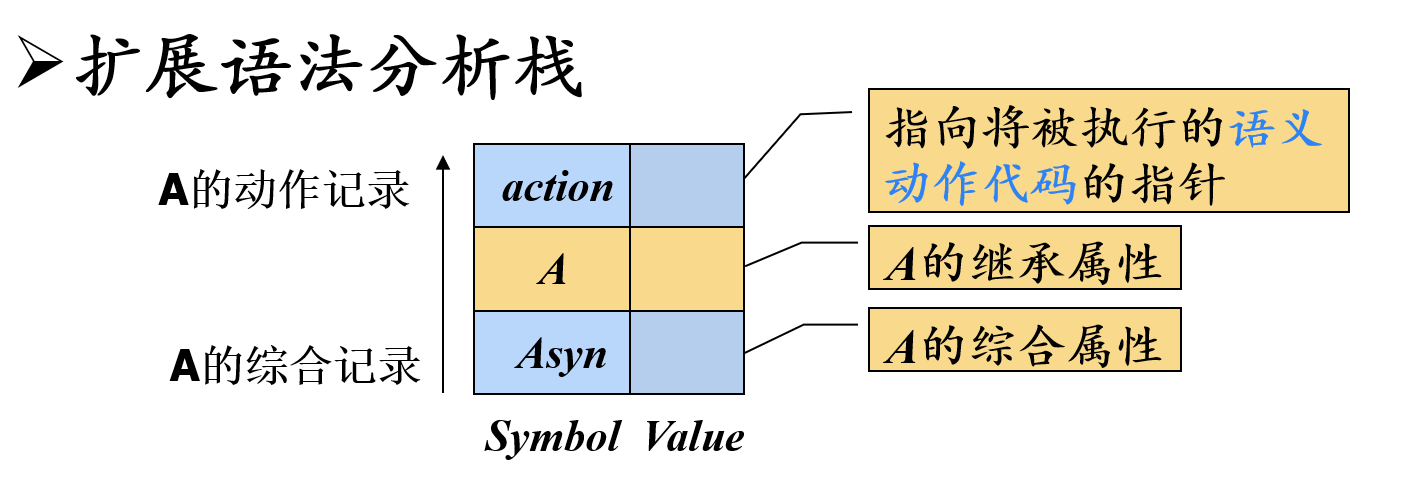 扩展语法分析栈
A的动作记录
action
指向将被执行的语义
动作代码的指针
A
A的继承属性
A的综合记录
Asyn
A的综合属性
Symbol Value